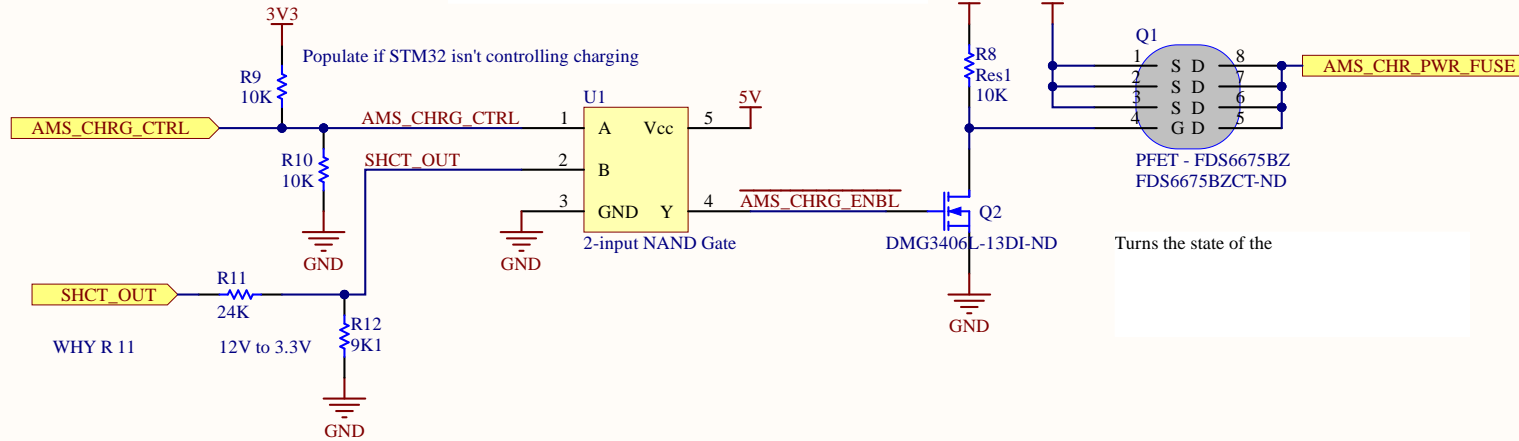 3V3
Populate if STM32 isn't controlling charging
R9
10K
AMS_CHRG_CTRL
R10
10K
GND
AMS_CHRG_CTRL
SHCT_OUT
U1
1
A
Vcc
5
5V
2
B
3
GND
Y
4
2-input NAND Gate
GND
AMS_CHRG_ENBL
SHCT_OUT
R11
24K
R12
9K1
WHY R 11
12V to 3.3V
GND
R8
Res1
10K
Q2
DMG3406L-13DI-ND
GND
Q1
1
S D
8
2
S D
7
3
S D
6
4
G D
5
AMS_CHR_PWR_FUSE
PFET - FDS6675BZ
FDS6675BZCT-ND
Turns the state of the